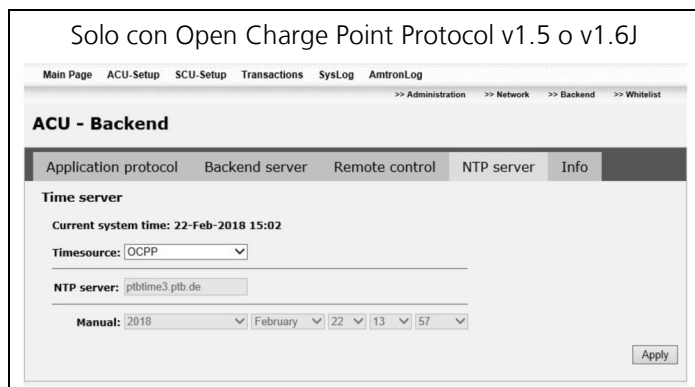 Solo con Open Charge Point Protocol v1.5 o v1.6J
Main Page ACU-Setup SCU-Setup Transactions SysLog AmtronLog
>> Administration >> Network >> Backend >> Whitelist
ACU - Backend
Application protocol Backend server Remote control NTP server Info
Time server
Current system time: 22-Feb-2018 15:02
Timesource: OCPP
NTP server: ptbtime3.ptb.de
Manual: 2018 February 22 13 57
Apply